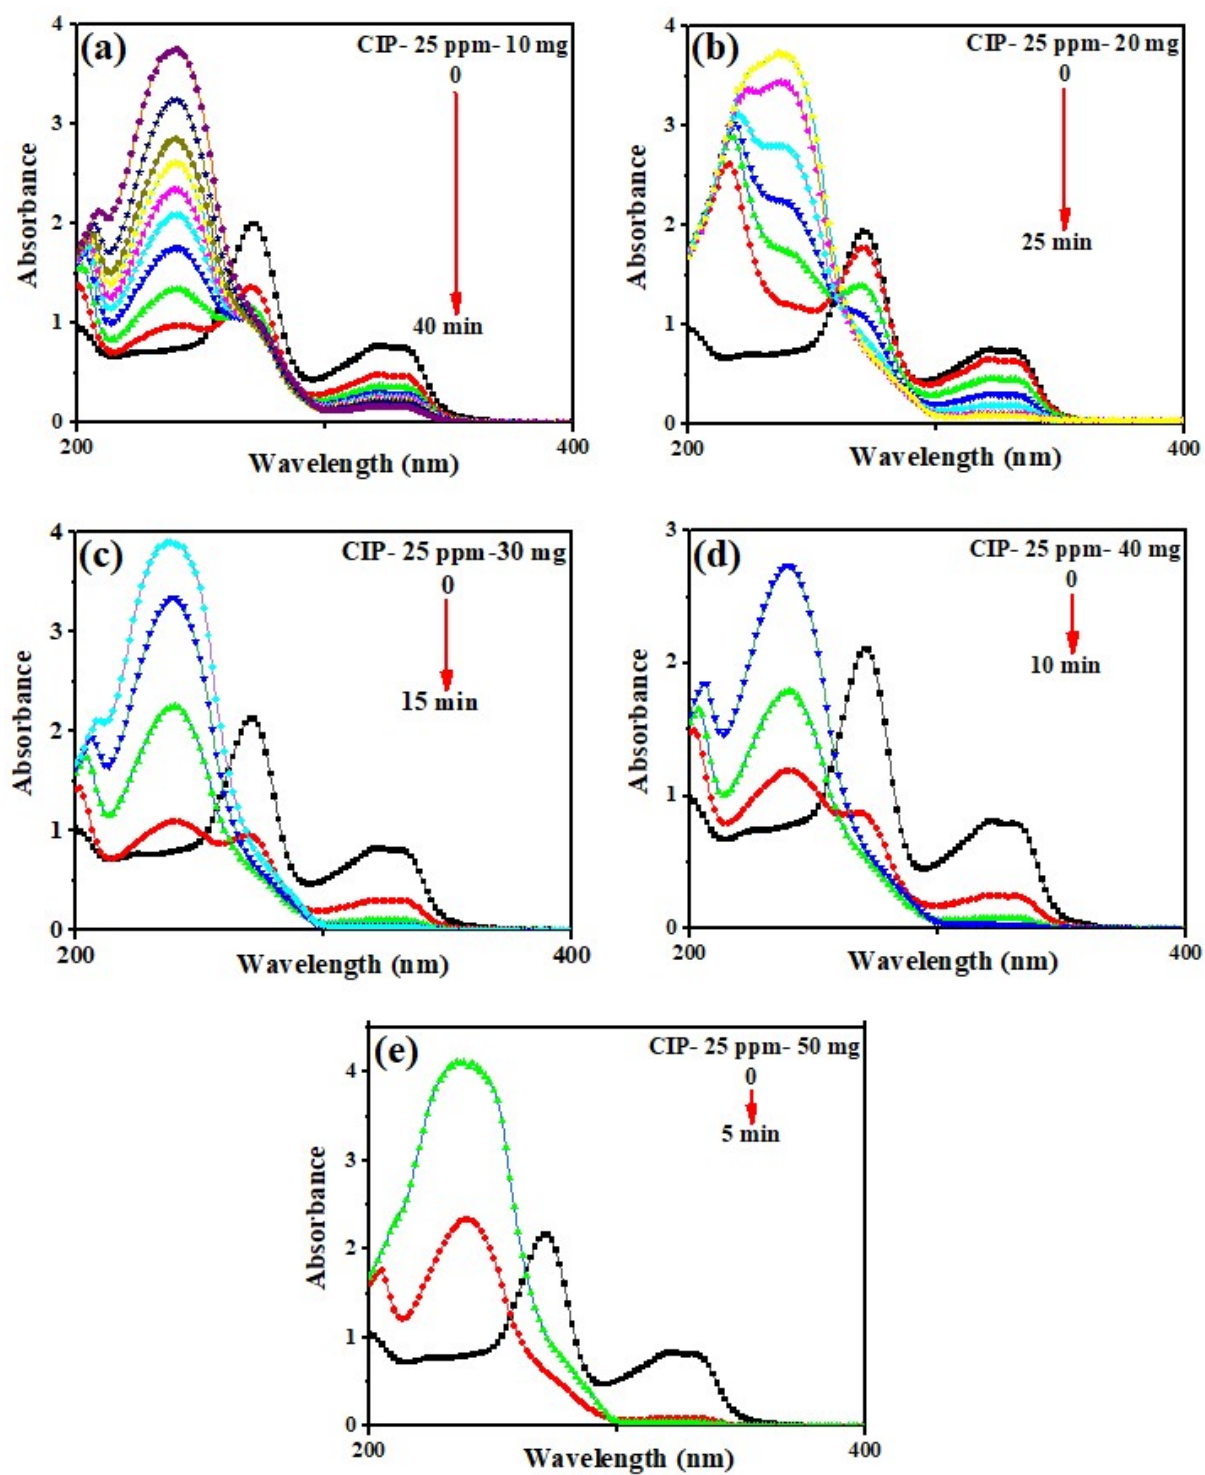 (a)
CIP- 25 ppm- 10 mg
0
40 min
4
3
2
1
0
200
400
Absorbance
Wavelength (nm)
(b)
CIP- 25 ppm- 20 mg
0
25 min
4
3
2
1
0
200
400
Absorbance
Wavelength (nm)
(c)
CIP- 25 ppm-30 mg
0
15 min
4
3
2
1
0
200
400
Absorbance
Wavelength (nm)
(d)
CIP- 25 ppm- 40 mg
0
10 min
3
2
1
0
200
400
Absorbance
Wavelength (nm)
(e)
CIP- 25 ppm- 50 mg
0
5 min
4
3
2
1
0
200
400
Absorbance
Wavelength (nm)